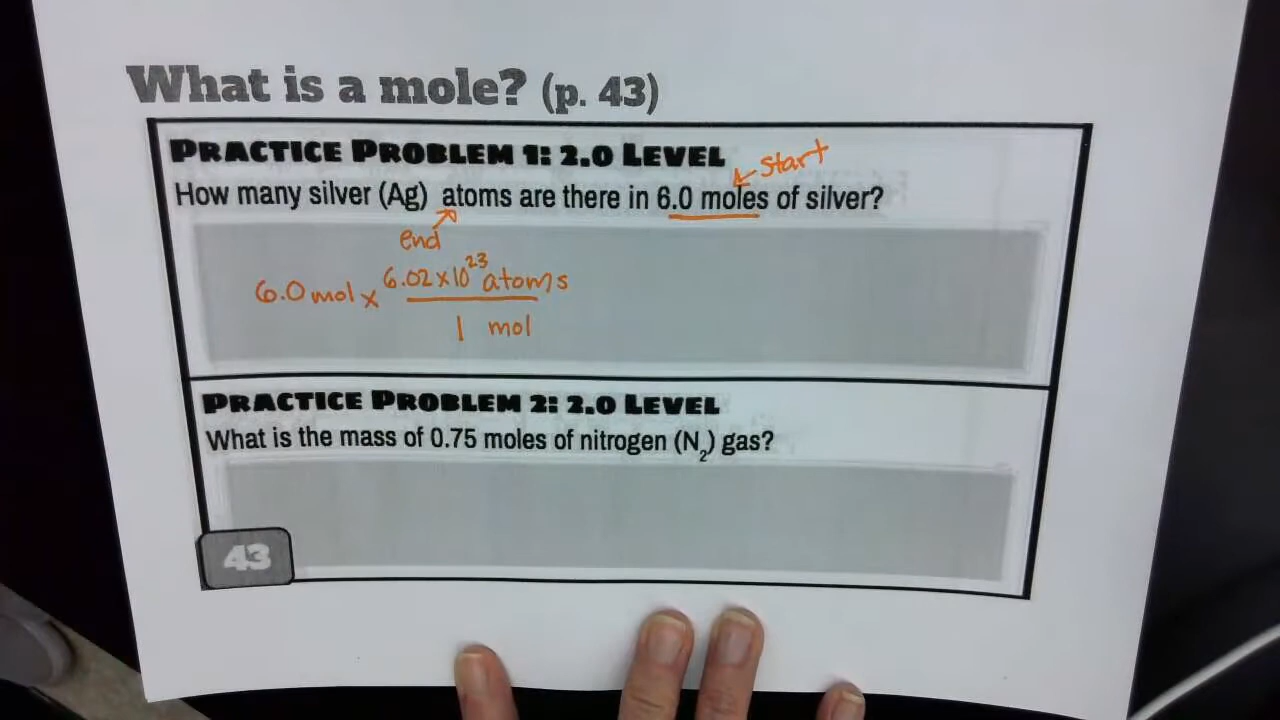 What is a mole? (p. 43)
PRACTICE PROBLEM 1: 2.0 LEVEL
start
How many silver (Ag) atoms are there in 6.0 moles of silver?
end
6.0 mol x 6.02 x 10²³ atoms
1 mol
PRACTICE PROBLEM 2: 2.0 LEVEL
What is the mass of 0.75 moles of nitrogen (N₂) gas?
43